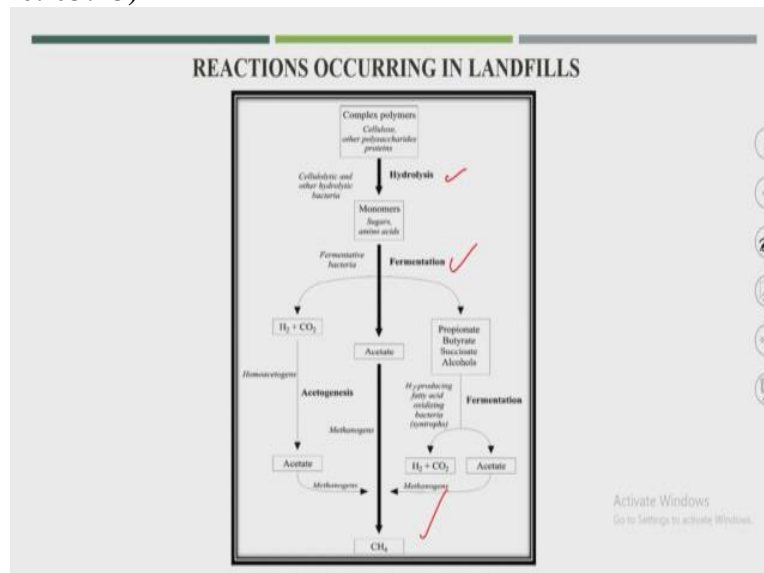 REACTIONS OCCURRING IN LANDFILLS
Complex polymers
Cellulose,
other polysaccharides
proteins
Cellulolytic and
other hydrolytic
bacteria
Hydrolysis
Monomers
Sugars,
amino acids
Fermentative
bacteria
Fermentation
H₂ + CO₂
Acetate
Propionate
Butyrate
Succinate
Alcohols
Homoacetogens
Acetogenesis
H₂-producing
fatty acid
oxidizing
bacteria
(syntrophs)
Fermentation
Methanogens
Acetate
H₂ + CO₂
Acetate
Methanogens
Methanogens
CH₄
Activate Windows
Go to Settings to activate Windows.